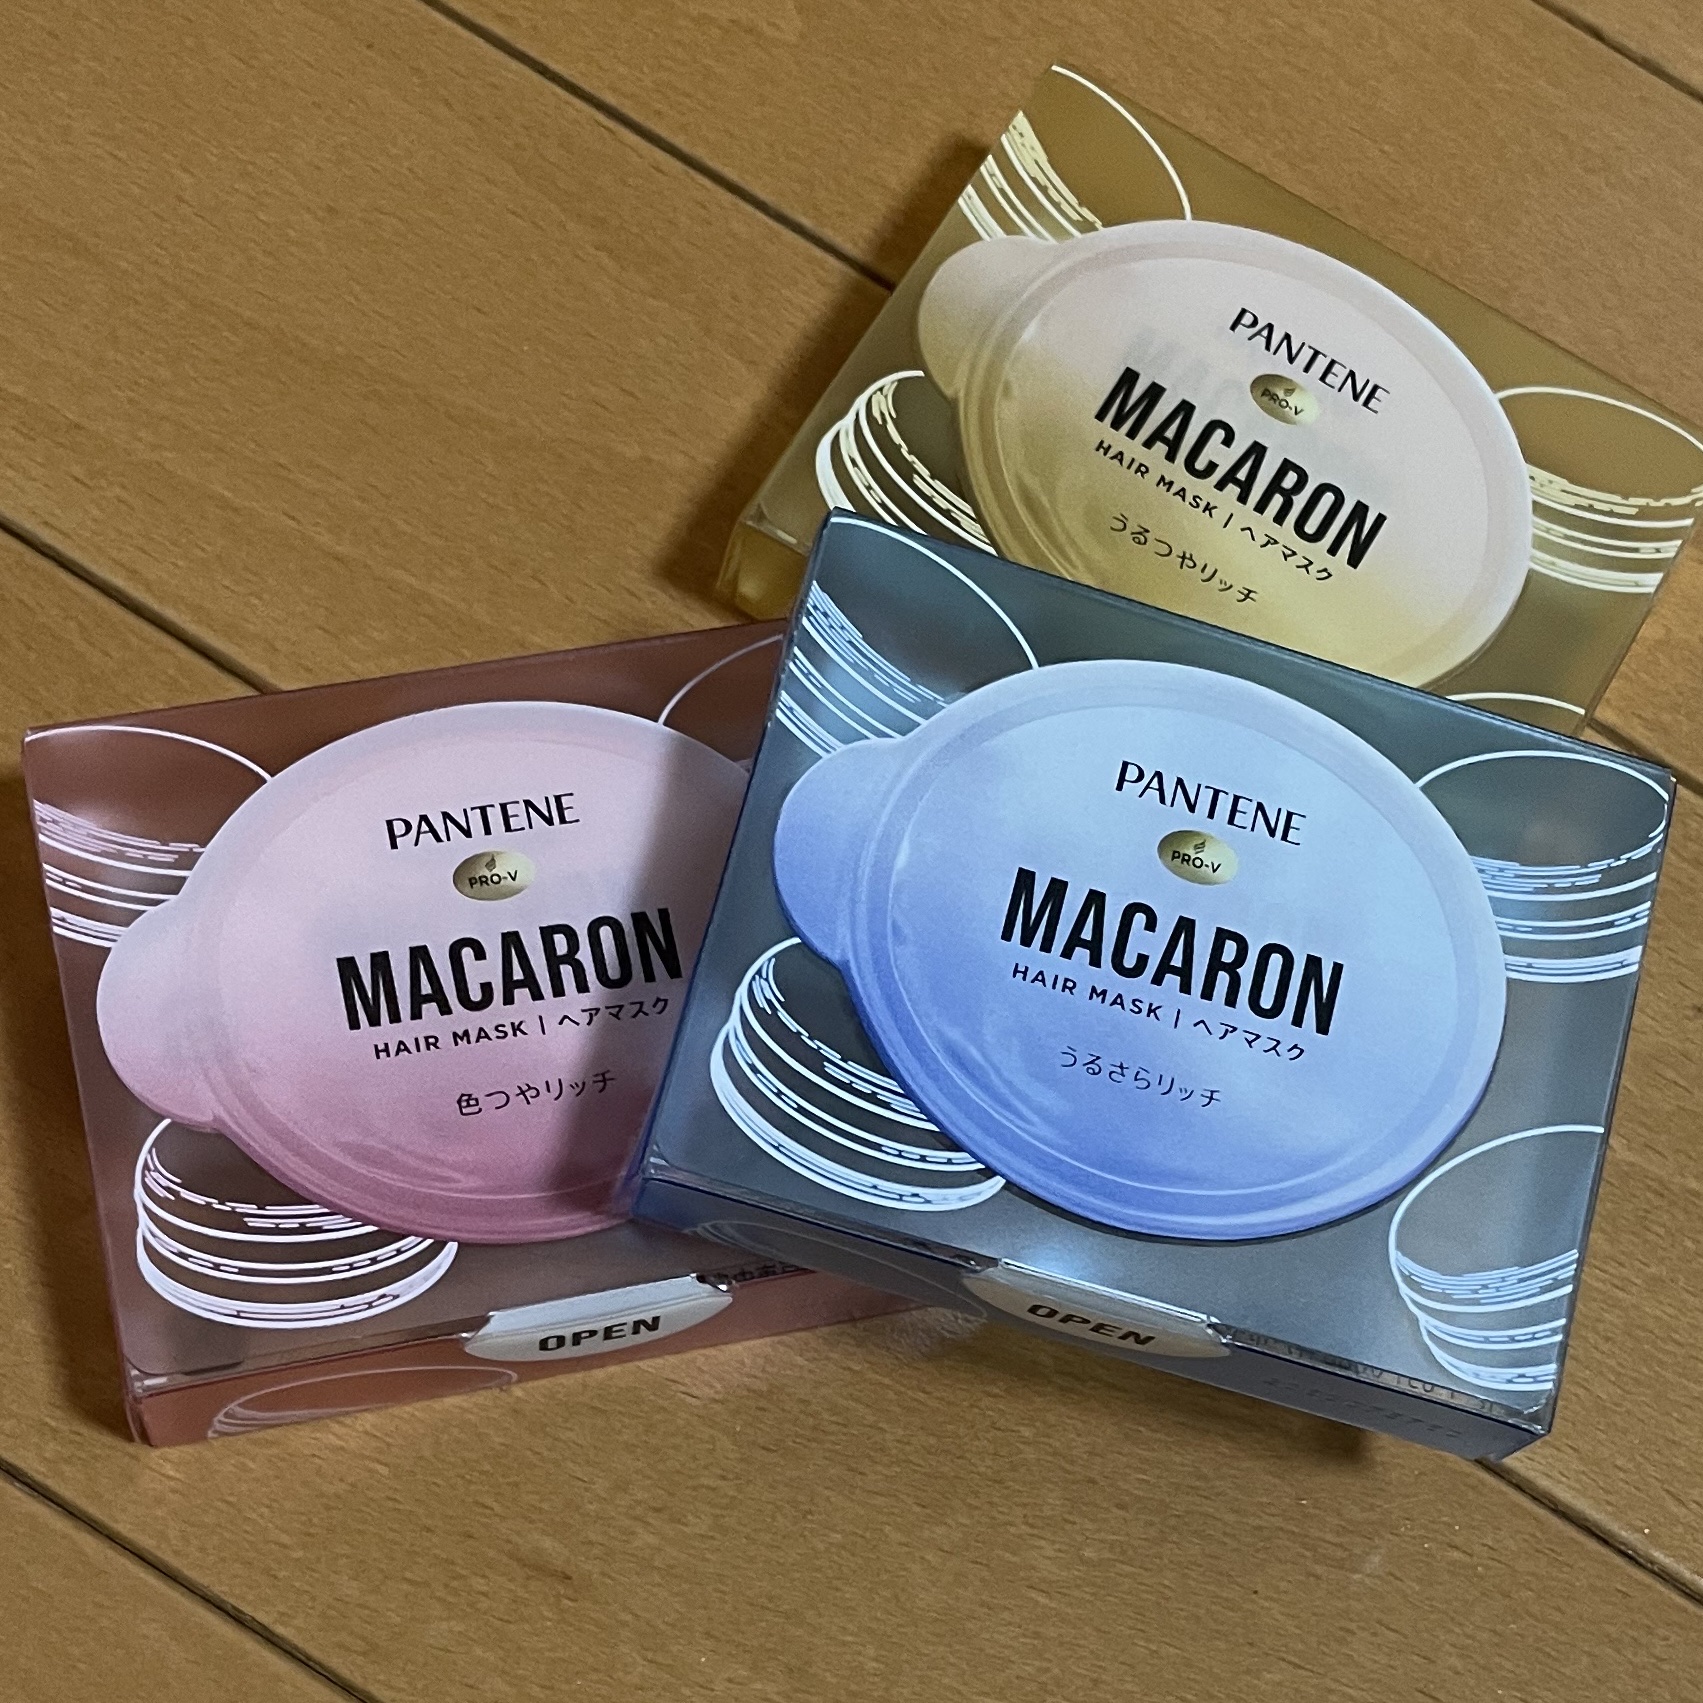 PANTENE
PRO-V
MACARON
HAIR MASK | ヘアマスク
うるつやリッチ
PANTENE
PRO-V
MACARON
HAIR MASK | ヘアマスク
色つやリッチ
OPEN
PANTENE
PRO-V
MACARON
HAIR MASK | ヘアマスク
うるさらリッチ
OPEN